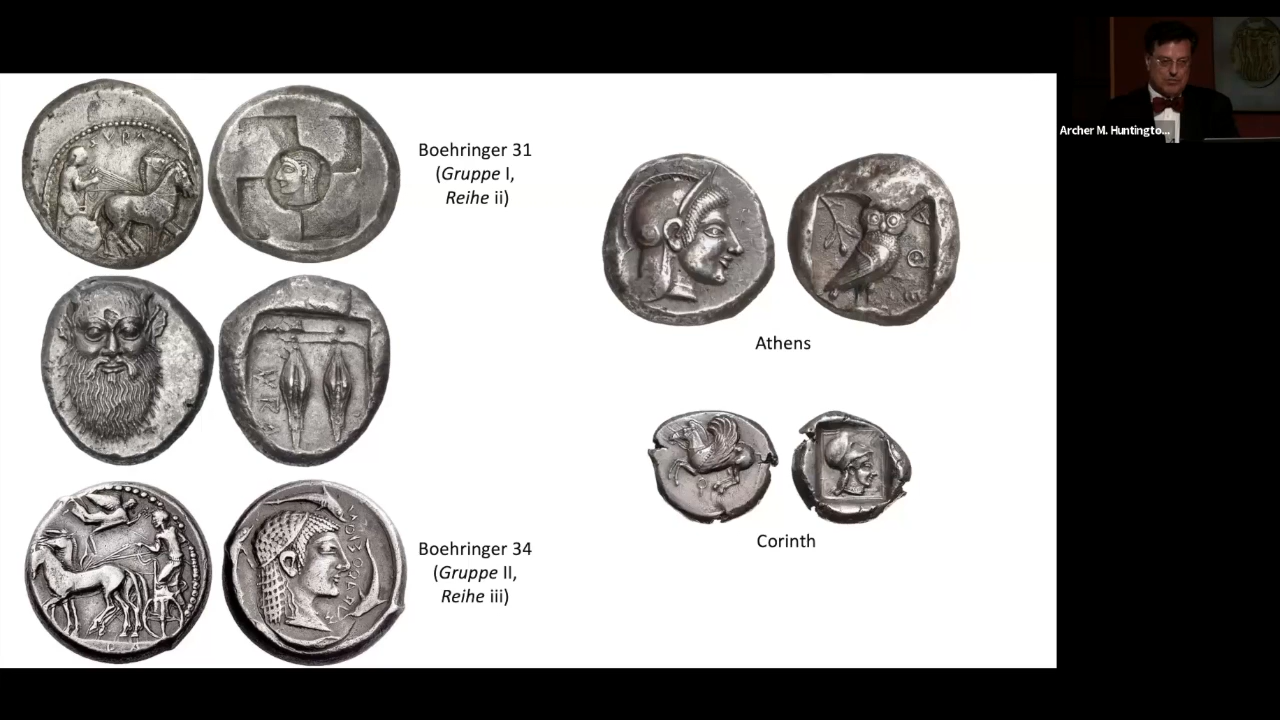 Boehringer 31
(Gruppe I,
Reihe ii)
Boehringer 34
(Gruppe II,
Reihe iii)
Athens
Corinth
Archer M. Huntingto...